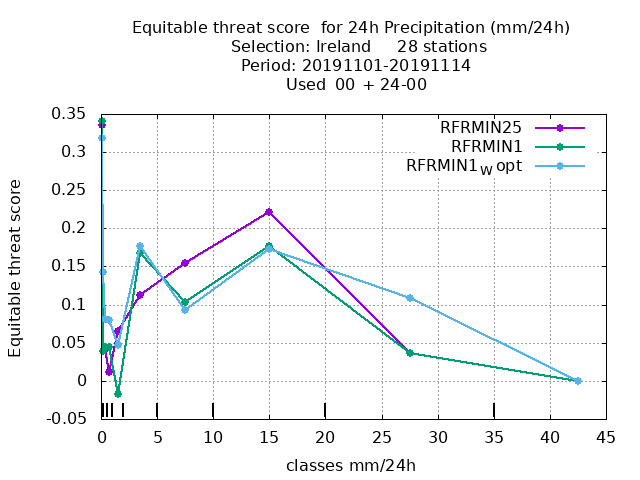 Equitable threat score for 24h Precipitation (mm/24h)
Selection: Ireland 28 stations
Period: 20191101-20191114
Used 00 + 24-00
RFRMIN25
RFRMIN1
RFRMIN1W opt
Equitable threat score
0.35
0.3
0.25
0.2
0.15
0.1
0.05
0
-0.05
0 5 10 15 20 25 30 35 40 45
classes mm/24h